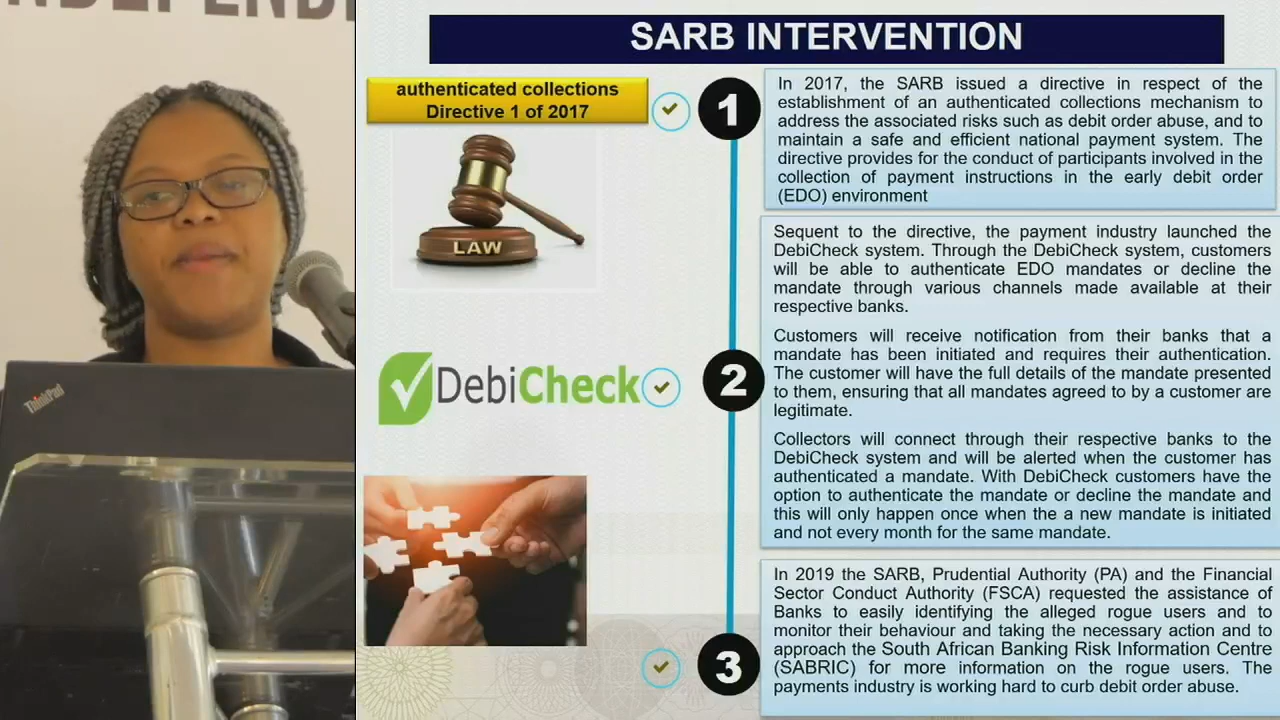 SARB INTERVENTION
authenticated collections
Directive 1 of 2017
1
In 2017, the SARB issued a directive in respect of the
establishment of an authenticated collections mechanism to
address the associated risks such as debit order abuse, and to
maintain a safe and efficient national payment system. The
directive provides for the conduct of participants involved in the
collection of payment instructions in the early debit order
(EDO) environment
LAW
ThinkPad
DebiCheck
2
Sequent to the directive, the payment industry launched the
DebiCheck system. Through the DebiCheck system, customers
will be able to authenticate EDO mandates or decline the
mandate through various channels made available at their
respective banks.
Customers will receive notification from their banks that a
mandate has been initiated and requires their authentication.
The customer will have the full details of the mandate presented
to them, ensuring that all mandates agreed to by a customer are
legitimate.
Collectors will connect through their respective banks to the
DebiCheck system and will be alerted when the customer has
authenticated a mandate. With DebiCheck customers have the
option to authenticate the mandate or decline the mandate and
this will only happen once when the a new mandate is initiated
and not every month for the same mandate.
3
In 2019 the SARB, Prudential Authority (PA) and the Financial
Sector Conduct Authority (FSCA) requested the assistance of
Banks to easily identifying the alleged rogue users and to
monitor their behaviour and taking the necessary action and to
approach the South African Banking Risk Information Centre
(SABRIC) for more information on the rogue users. The
payments industry is working hard to curb debit order abuse.